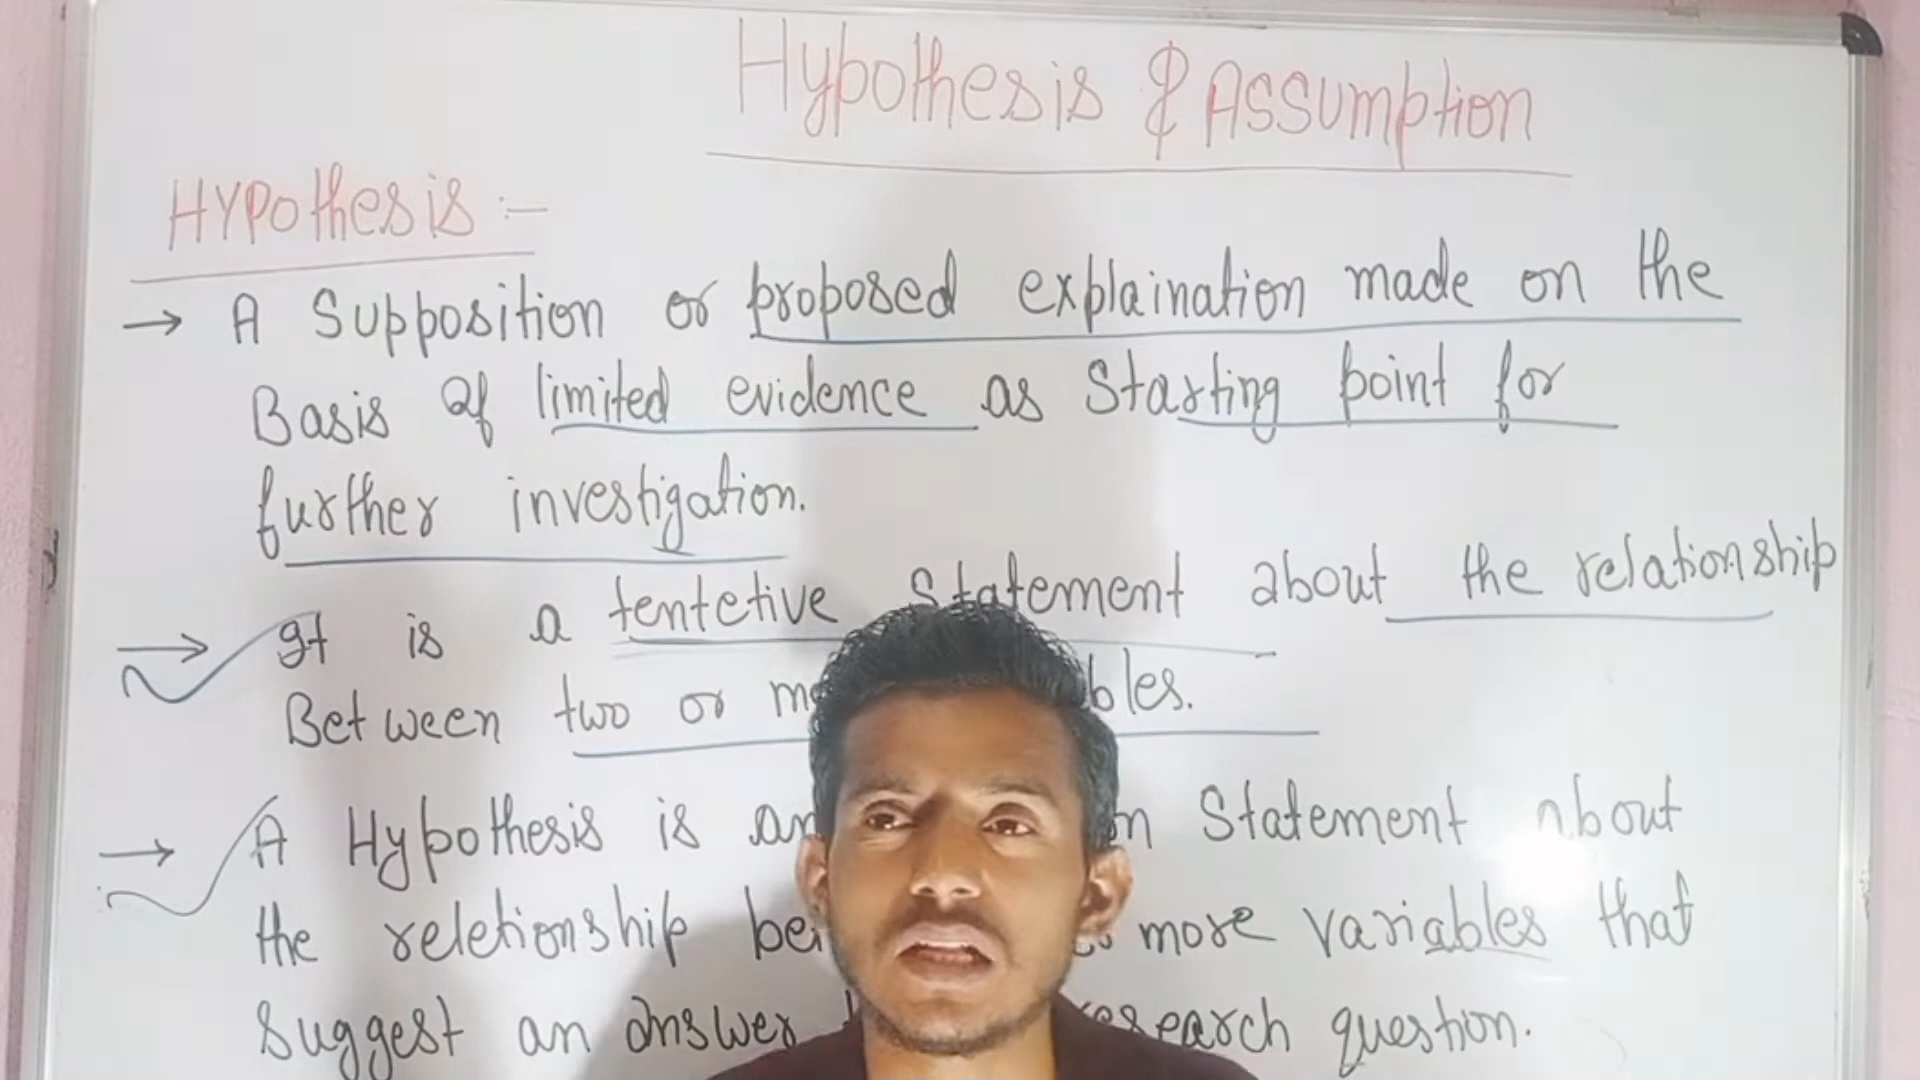 Hypothesis & Assumption
Hypothesis :-
→ A Supposition or proposed explaination made on the
Basis of limited evidence as Starting point for
further investigation.
→ It is a tentetive Statement about the relationship
Between two or
→ A Hypothesis is Statement about
the reletionship more variables that
Suggest an answer question.